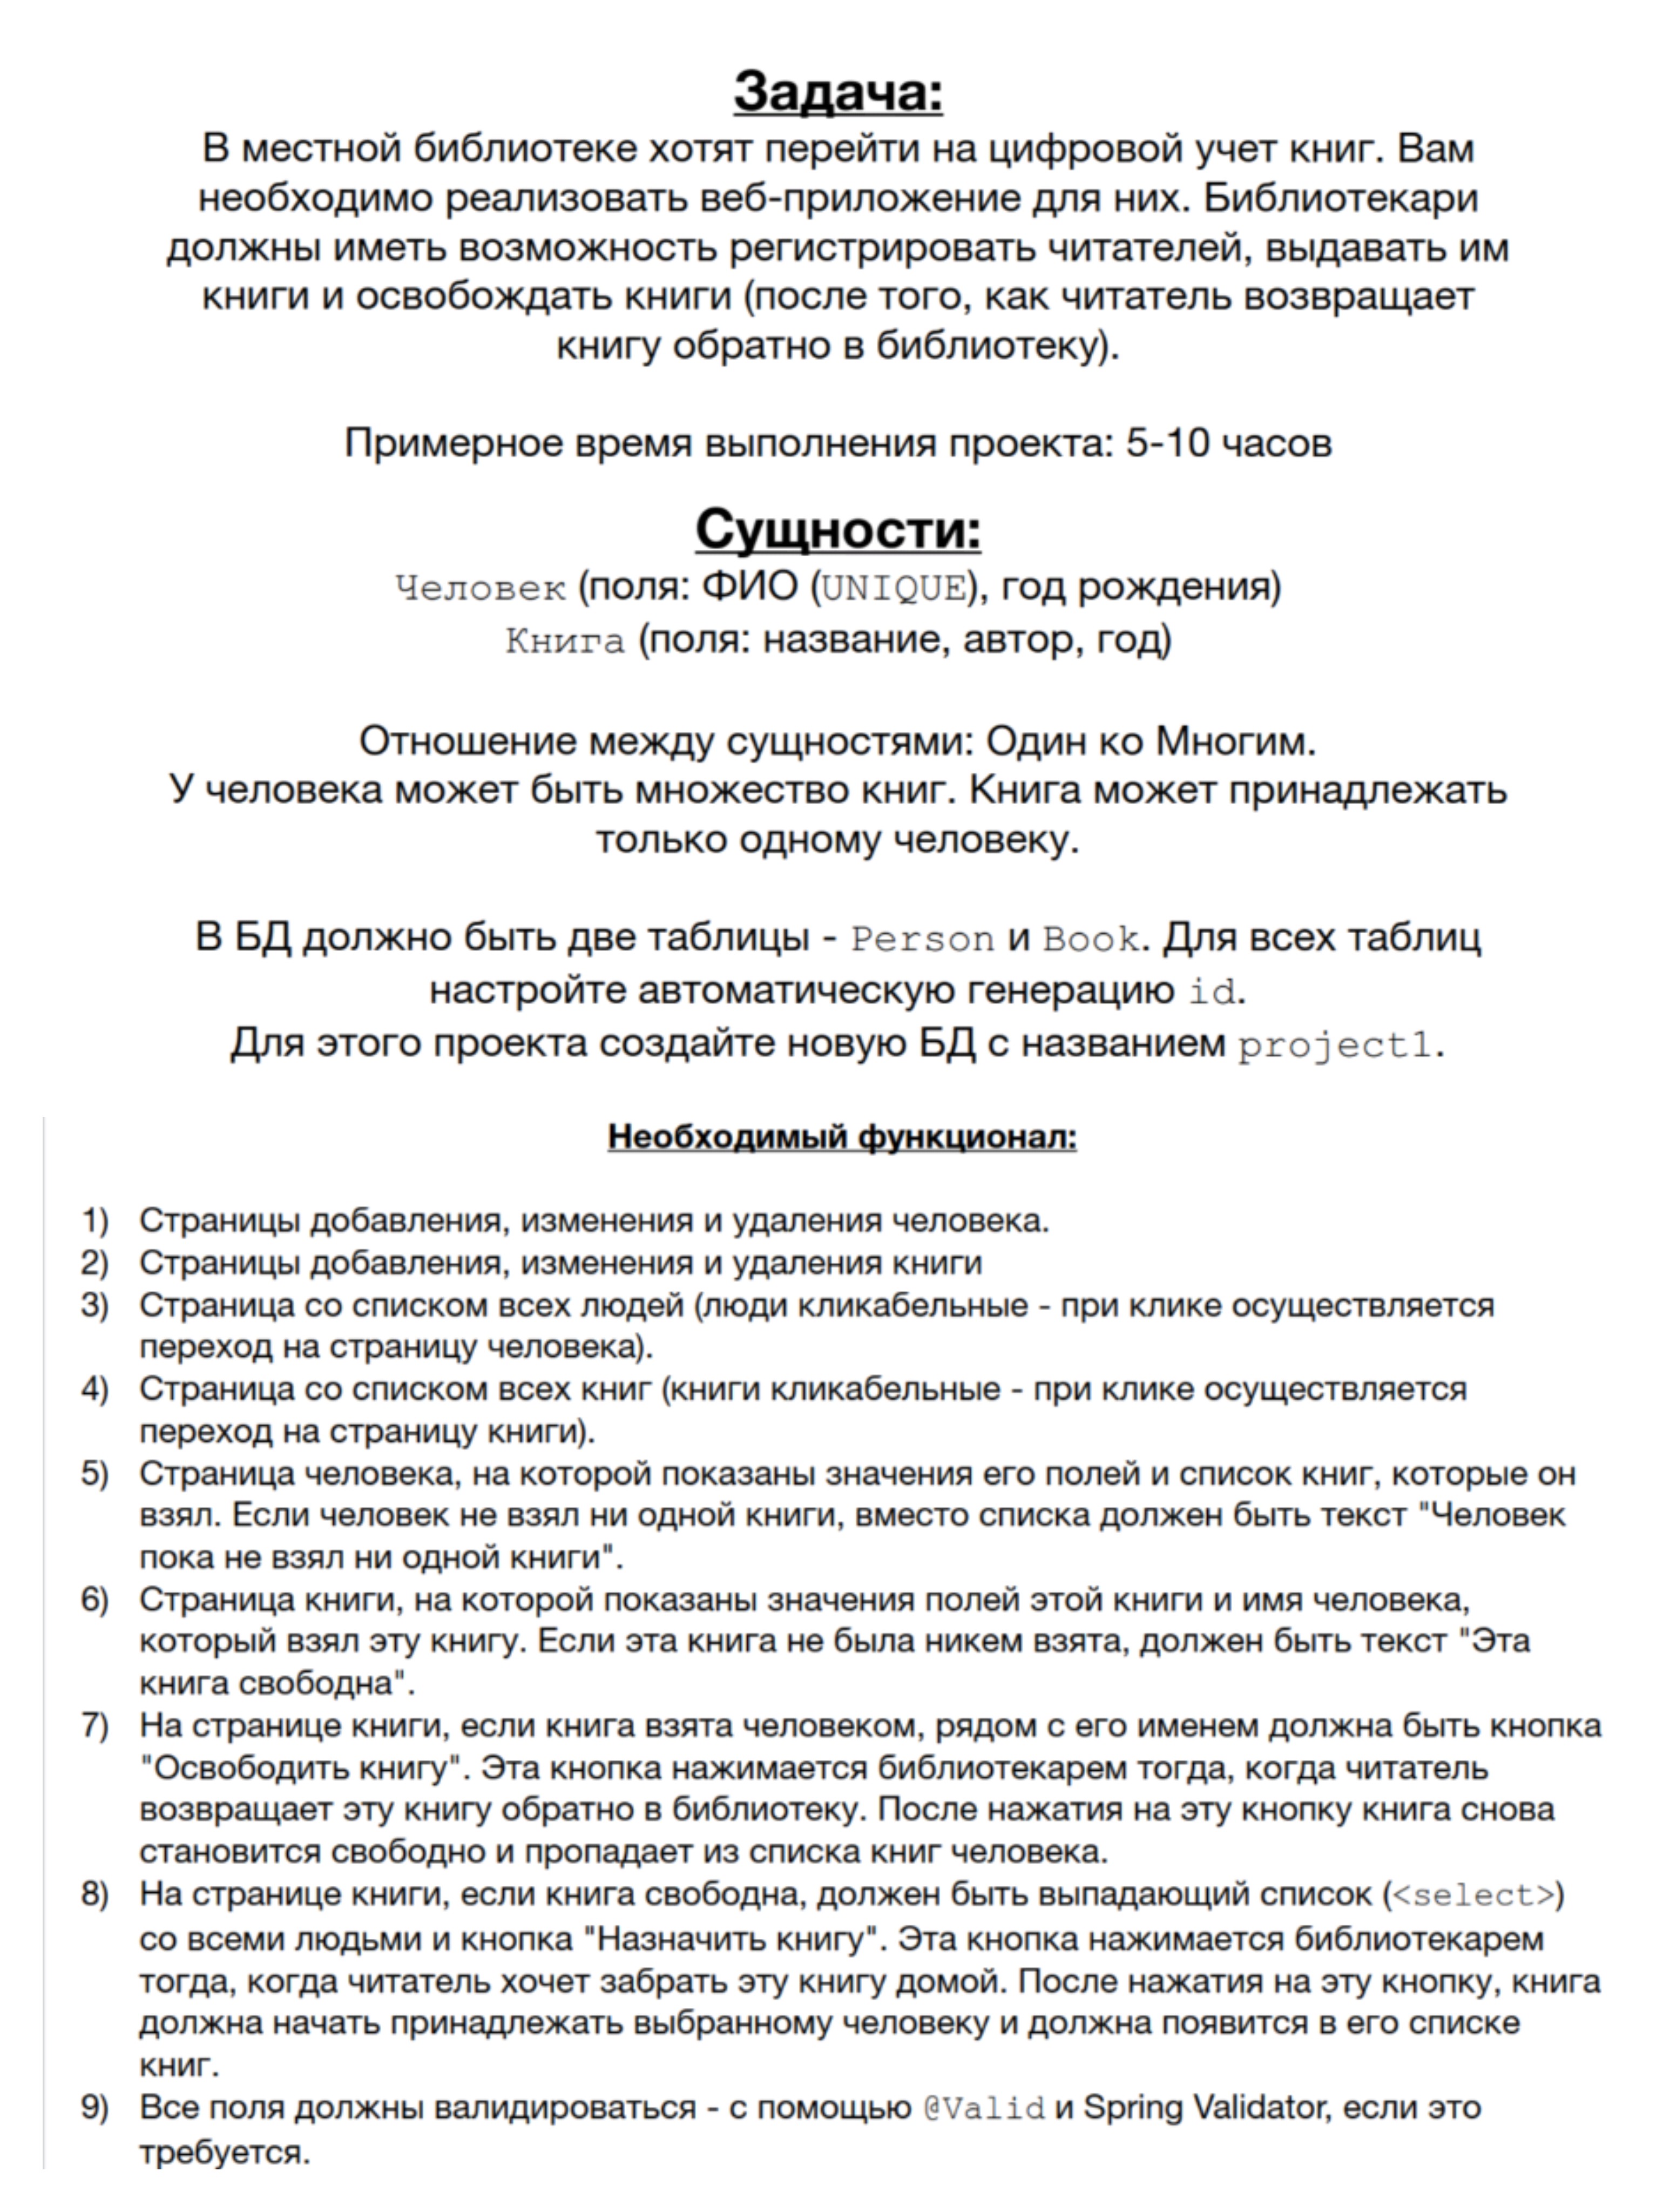 Задача:
В местной библиотеке хотят перейти на цифровой учет книг. Вам
необходимо реализовать веб-приложение для них. Библиотекари
должны иметь возможность регистрировать читателей, выдавать им
книги и освобождать книги (после того, как читатель возвращает
книгу обратно в библиотеку).
Примерное время выполнения проекта: 5-10 часов
Сущности:
Человек (поля: ФИО (UNIQUE), год рождения)
Книга (поля: название, автор, год)
Отношение между сущностями: Один ко Многим.
У человека может быть множество книг. Книга может принадлежать
только одному человеку.
В БД должно быть две таблицы - Person и Book. Для всех таблиц
настройте автоматическую генерацию id.
Для этого проекта создайте новую БД с названием project1.
Необходимый функционал:
1) Страницы добавления, изменения и удаления человека.
2) Страницы добавления, изменения и удаления книги
3) Страница со списком всех людей (люди кликабельные - при клике осуществляется
переход на страницу человека).
4) Страница со списком всех книг (книги кликабельные - при клике осуществляется
переход на страницу книги).
5) Страница человека, на которой показаны значения его полей и список книг, которые он
взял. Если человек не взял ни одной книги, вместо списка должен быть текст "Человек
пока не взял ни одной книги".
6) Страница книги, на которой показаны значения полей этой книги и имя человека,
который взял эту книгу. Если эта книга не была никем взята, должен быть текст "Эта
книга свободна".
7) На странице книги, если книга взята человеком, рядом с его именем должна быть кнопка
"Освободить книгу". Эта кнопка нажимается библиотекарем тогда, когда читатель
возвращает эту книгу обратно в библиотеку. После нажатия на эту кнопку книга снова
становится свободно и пропадает из списка книг человека.
8) На странице книги, если книга свободна, должен быть выпадающий список (<select>)
со всеми людьми и кнопка "Назначить книгу". Эта кнопка нажимается библиотекарем
тогда, когда читатель хочет забрать эту книгу домой. После нажатия на эту кнопку, книга
должна начать принадлежать выбранному человеку и должна появится в его списке
книг.
9) Все поля должны валидироваться - с помощью @Valid и Spring Validator, если это
требуется.